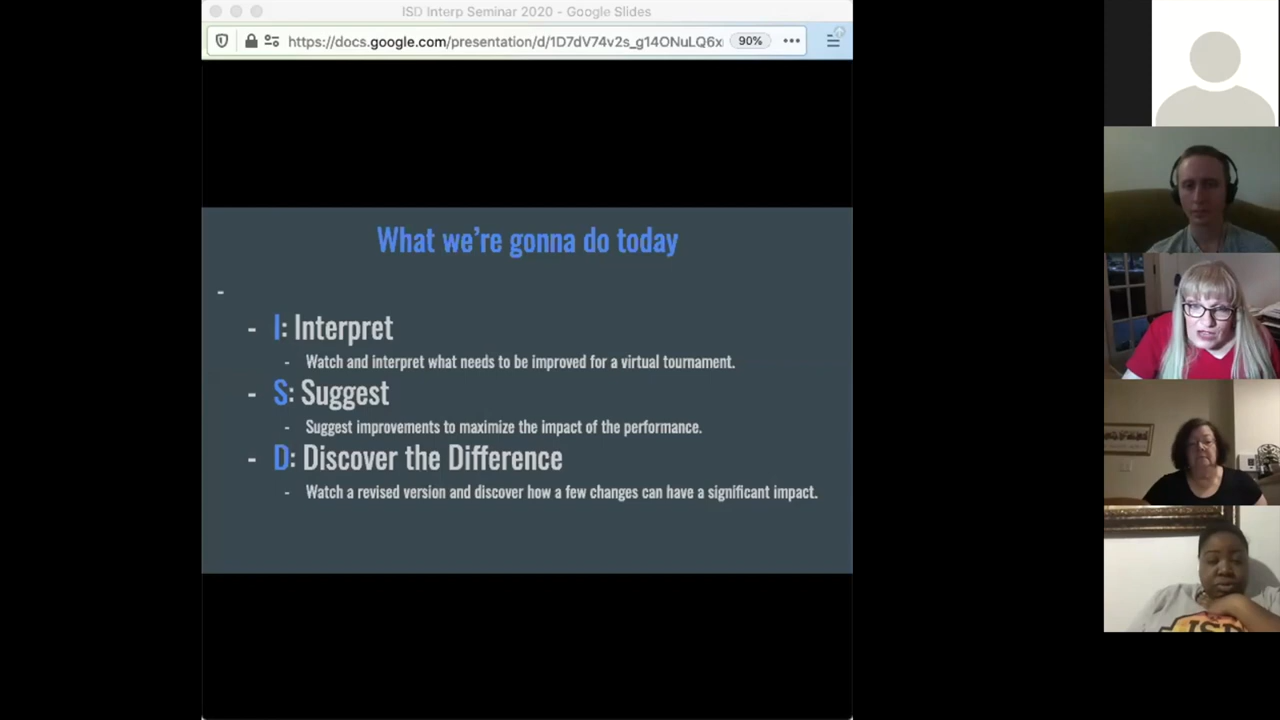 ISD Interp Seminar 2020 - Google Slides
https://docs.google.com/presentation/d/1D7dV74v2s_g14ONuLQ6x
90%
What we're gonna do today
-
- I: Interpret
- Watch and interpret what needs to be improved for a virtual tournament.
- S: Suggest
- Suggest improvements to maximize the impact of the performance.
- D: Discover the Difference
- Watch a revised version and discover how a few changes can have a significant impact.
ISD